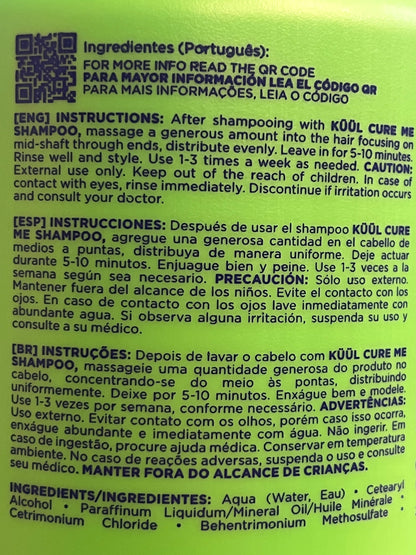 Ingredientes (Português):
FOR MORE INFO READ THE QR CODE
PARA MAYOR INFORMACIÓN LEA EL CÓDIGO QR
PARA MAIS INFORMAÇÕES, LEIA O CÓDIGO
[ENG] INSTRUCTIONS: After shampooing with KÜÜL CURE ME
SHAMPOO, massage a generous amount into the hair focusing on
mid-shaft through ends, distribute evenly. Leave in for 5-10 minutes.
Rinse well and style. Use 1-3 times a week as needed. CAUTION:
External use only. Keep out of the reach of children. In case of
contact with eyes, rinse immediately. Discontinue if irritation occurs
and consult your doctor.
[ESP] INSTRUCCIONES: Después de usar el shampoo KÜÜL CURE
ME SHAMPOO, agregue una generosa cantidad en el cabello de
medios a puntas, distribuya de manera uniforme. Deje actuar
durante 5-10 minutos. Enjuague bien y peine. Use 1-3 veces a la
semana según sea necesario. PRECAUCIÓN: Sólo uso externo.
Mantener fuera del alcance de los niños. Evite el contacto con los
ojos. En caso de contacto con los ojos lave inmediatamente con
abundante agua. Si observa alguna irritación, suspenda su uso y
consulte a su médico.
[BR] INSTRUÇÕES: Depois de lavar o cabelo com KÜÜL CURE ME
SHAMPOO, massageie uma quantidade generosa do produto no
cabelo, concentrando-se do meio às pontas, distribuindo
uniformemente. Deixe por 5-10 minutos. Enxágue bem e modele.
Use 1-3 vezes por semana, conforme necessário. ADVERTÊNCIAS:
Uso externo. Evitar contato com os olhos, porém caso isso ocorra,
enxágue abundante e imediatamente com água. Não ingerir. Em
caso de ingestão, procure ajuda médica. Conservar em temperatura
ambiente. No caso de reações adversas, suspenda o uso e consulte
seu médico. MANTER FORA DO ALCANCE DE CRIANÇAS.
INGREDIENTS/INGREDIENTES: Aqua (Water, Eau) • Cetearyl
Alcohol • Paraffinum Liquidum/Mineral Oil/Huile Minérale •
Cetrimonium Chloride • Behentrimonium Methosulfate •